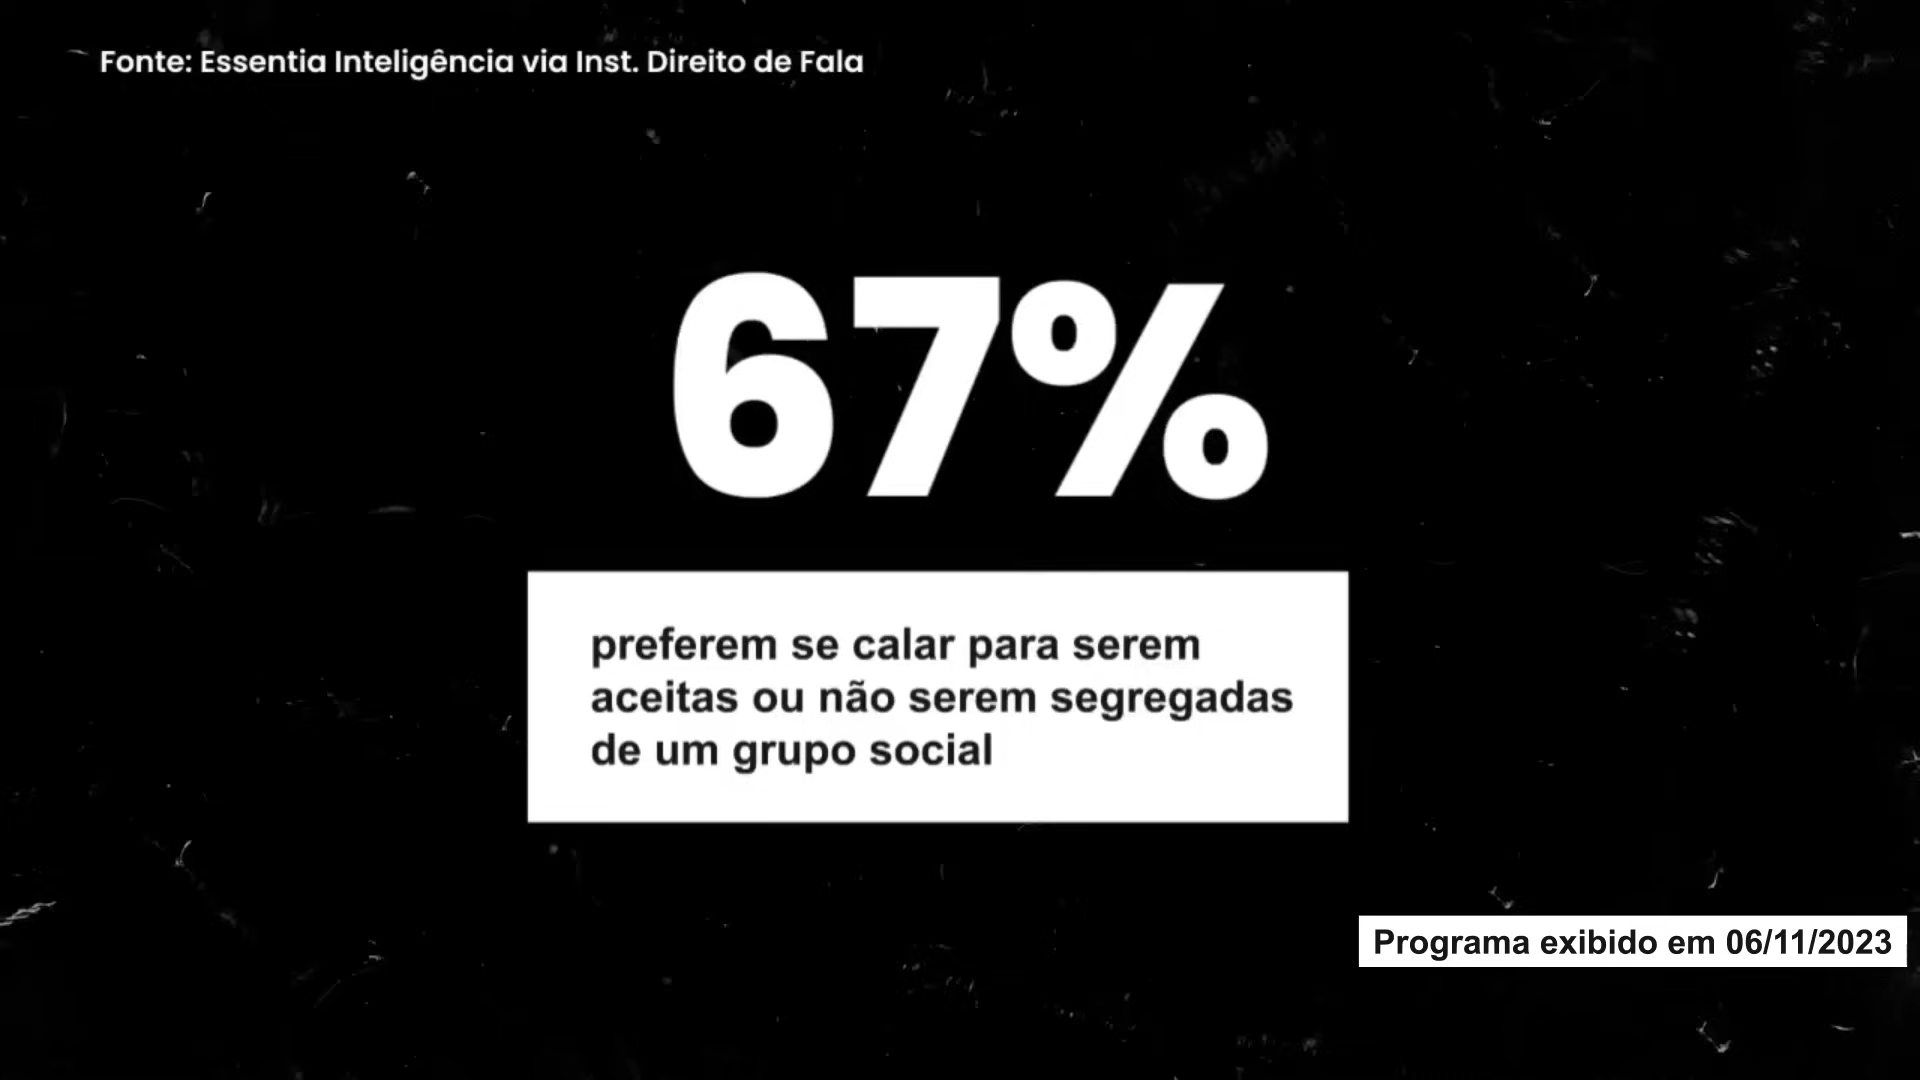 Fonte: Essentia Inteligência via Inst. Direito de Fala
67%
preferem se calar para serem
aceitas ou não serem segregadas
de um grupo social
Programa exibido em 06/11/2023